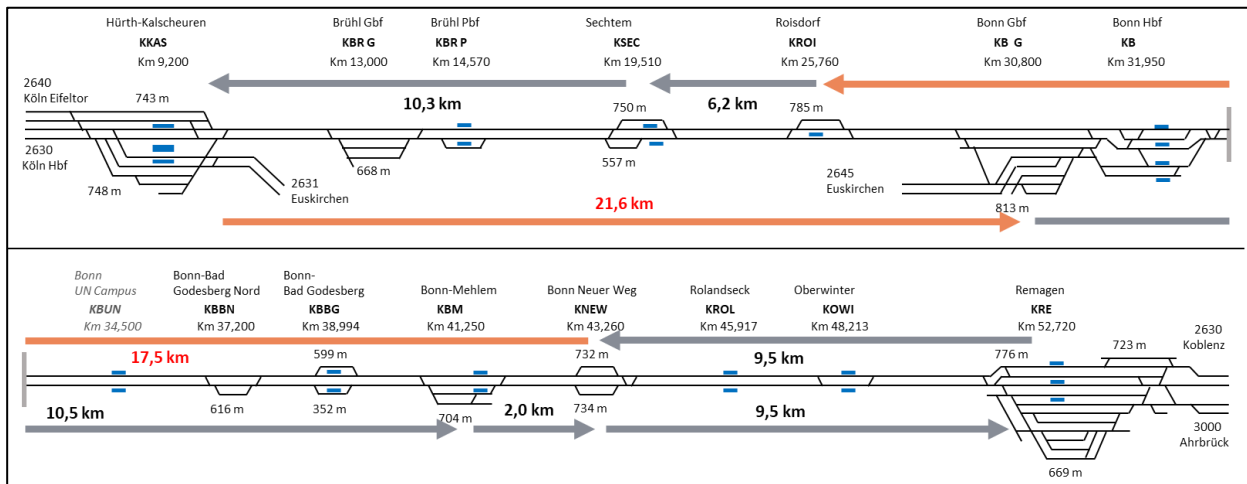 Hürth-Kalscheuren
KKAS
Km 9,200
Brühl Gbf
KBR G
Km 13,000
Brühl Pbf
KBR P
Km 14,570
Sechtem
KSEC
Km 19,510
Roisdorf
KROI
Km 25,760
Bonn Gbf
KB G
Km 30,800
Bonn Hbf
KB
Km 31,950
2640
Köln Eifeltor
743 m
10,3 km
750 m
6,2 km
785 m
2630
Köln Hbf
748 m
2631
Euskirchen
668 m
557 m
2645
Euskirchen
813 m
21,6 km
Bonn
UN Campus
KBUN
Km 34,500
Bonn-Bad
Godesberg Nord
KBBN
Km 37,200
Bonn-
Bad Godesberg
KBBG
Km 38,994
Bonn-Mehlem
KBM
Km 41,250
Bonn Neuer Weg
KNEW
Km 43,260
Rolandseck
KROL
Km 45,917
Oberwinter
KOWI
Km 48,213
Remagen
KRE
Km 52,720
2630
Koblenz
17,5 km
599 m
732 m
9,5 km
776 m
723 m
10,5 km
616 m
352 m
704 m
2,0 km
734 m
9,5 km
669 m
3000
Ahrbrück